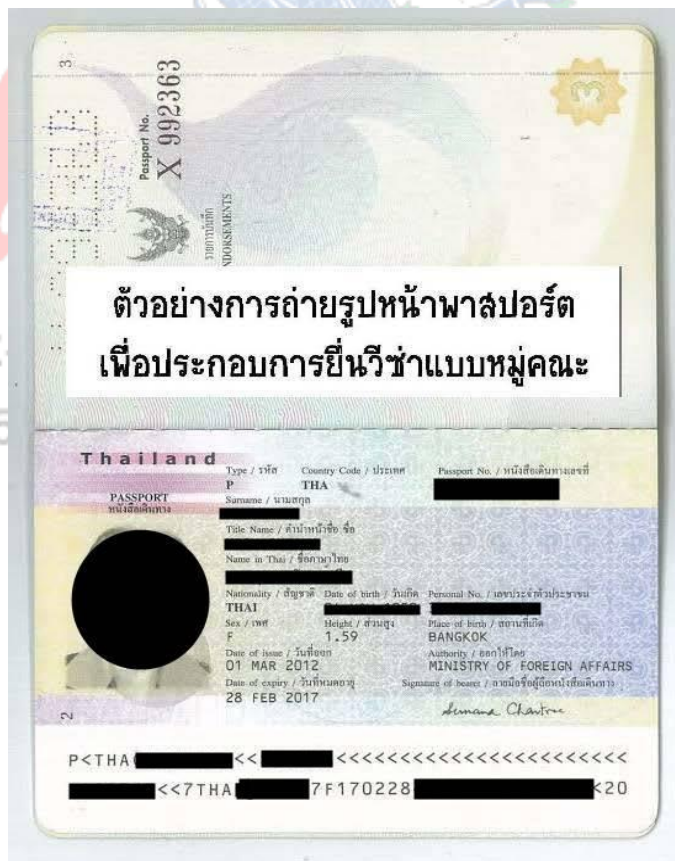 3
Passport No.
X 992363
รายการบันทึก
ENDORSEMENTS
ตัวอย่างการถ่ายรูปหน้าพาสปอร์ต
เพื่อประกอบการยื่นวีซ่าแบบหมู่คณะ
Thailand
PASSPORT
หนังสือเดินทาง
Type / รหัส Country Code / ประเทศ Passport No. / หนังสือเดินทางเลขที่
P THA
Surname / นามสกุล
Title Name / คำนำหน้าชื่อ ชื่อ
Name in Thai / ชื่อภาษาไทย
Nationality / สัญชาติ Date of birth / วันเกิด Personal No. / เลขประจำตัวประชาชน
THAI
Sex / เพศ Height / ส่วนสูง Place of birth / สถานที่เกิด
F 1.59 BANGKOK
Date of issue / วันที่ออก Authority / ออกให้โดย
01 MAR 2012 MINISTRY OF FOREIGN AFFAIRS
Date of expiry / วันที่หมดอายุ Signature of bearer / ลายมือชื่อผู้ถือหนังสือเดินทาง
28 FEB 2017
2
P<THA << <<<<<<<<<<<<<<<<<<<<<<<<
<<7THA 7F170228 <20